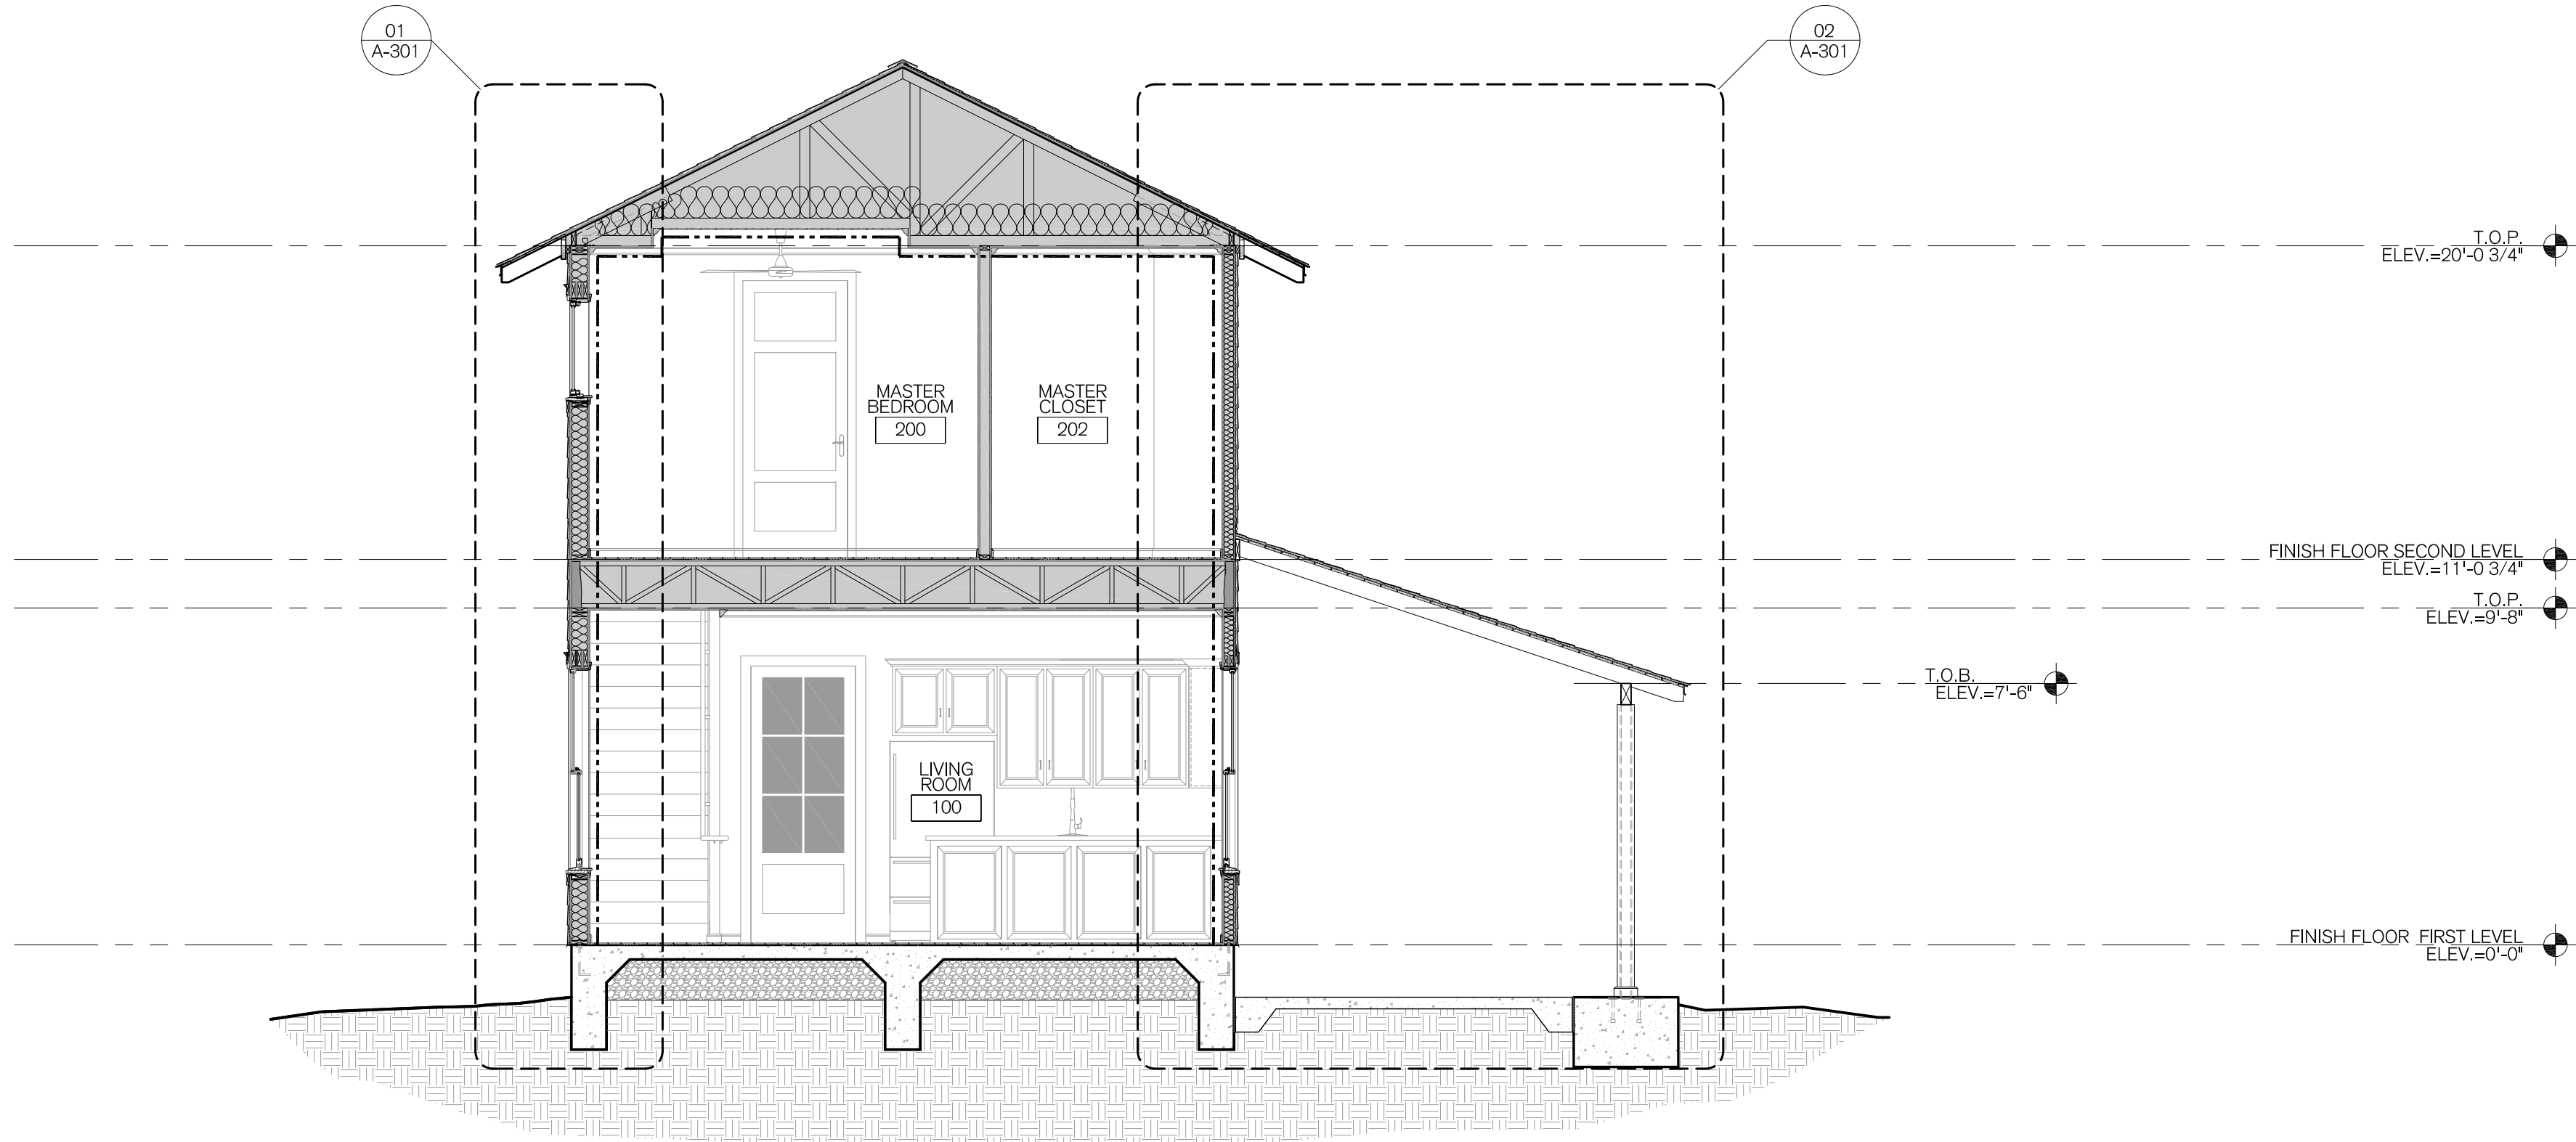 01
A-301
02
A-301
T.O.P.
ELEV.=20'-0 3/4"
MASTER
BEDROOM
200
MASTER
CLOSET
202
FINISH FLOOR SECOND LEVEL
ELEV.=11'-0 3/4"
T.O.P.
ELEV.=9'-8"
T.O.B.
ELEV.=7'-6"
LIVING
ROOM
100
FINISH FLOOR FIRST LEVEL
ELEV.=0'-0"